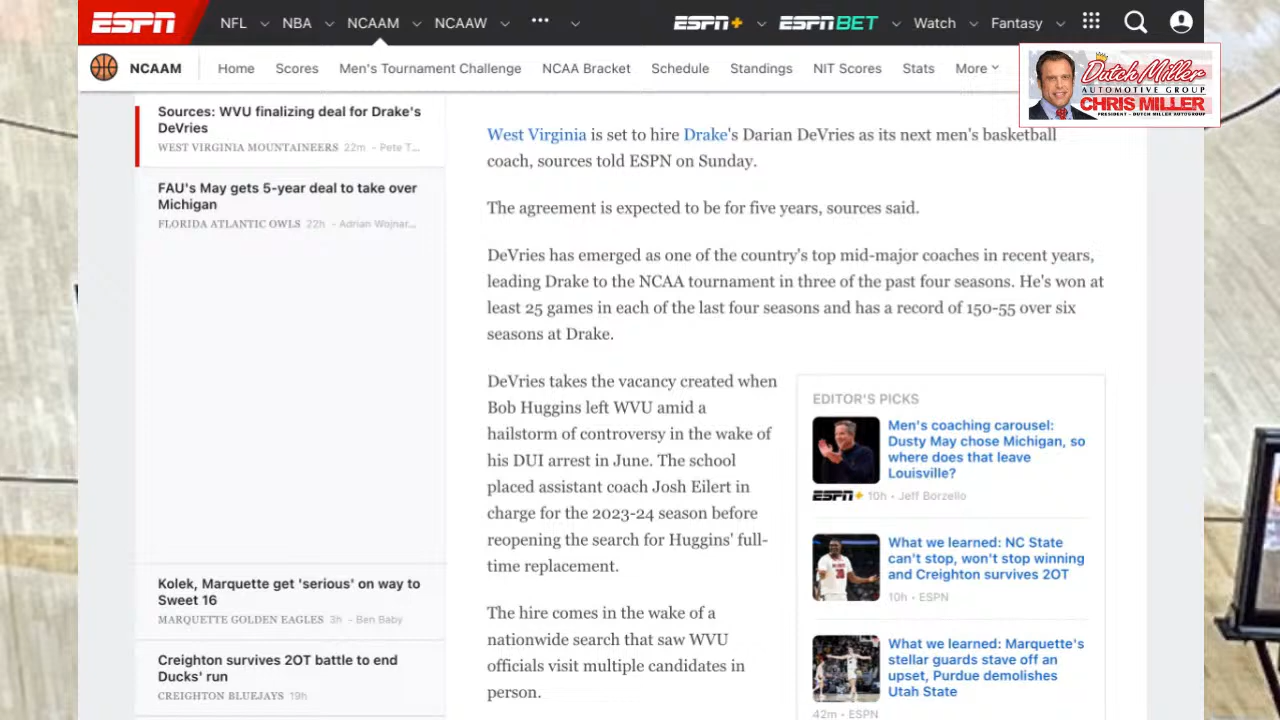 ESPN
NFL
NBA
NCAAM
NCAAW
ESPN+
ESPN BET
Watch
Fantasy
NCAAM
Home
Scores
Men's Tournament Challenge
NCAA Bracket
Schedule
Standings
NIT Scores
Stats
More
Dutch Miller
AUTOMOTIVE GROUP
CHRIS MILLER
PRESIDENT - DUTCH MILLER AUTOGROUP
Sources: WVU finalizing deal for Drake's
DeVries
WEST VIRGINIA MOUNTAINEERS 22m - Pete T...
FAU's May gets 5-year deal to take over
Michigan
FLORIDA ATLANTIC OWLS 22h - Adrian Wojnar...
Kolek, Marquette get 'serious' on way to
Sweet 16
MARQUETTE GOLDEN EAGLES 3h - Ben Baby
Creighton survives 2OT battle to end
Ducks' run
CREIGHTON BLUEJAYS 19h
West Virginia is set to hire Drake's Darian DeVries as its next men's basketball
coach, sources told ESPN on Sunday.
The agreement is expected to be for five years, sources said.
DeVries has emerged as one of the country's top mid-major coaches in recent years,
leading Drake to the NCAA tournament in three of the past four seasons. He's won at
least 25 games in each of the last four seasons and has a record of 150-55 over six
seasons at Drake.
DeVries takes the vacancy created when
Bob Huggins left WVU amid a
hailstorm of controversy in the wake of
his DUI arrest in June. The school
placed assistant coach Josh Eilert in
charge for the 2023-24 season before
reopening the search for Huggins' full-
time replacement.
The hire comes in the wake of a
nationwide search that saw WVU
officials visit multiple candidates in
person.
EDITOR'S PICKS
Men's coaching carousel:
Dusty May chose Michigan, so
where does that leave
Louisville?
ESPN+ 10h • Jeff Borzello
What we learned: NC State
can't stop, won't stop winning
and Creighton survives 2OT
10h • ESPN
What we learned: Marquette's
stellar guards stave off an
upset, Purdue demolishes
Utah State
42m • ESPN